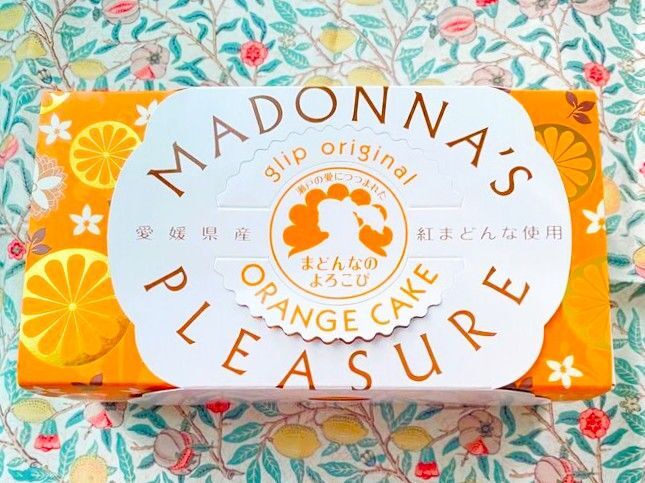 MADONNA'S
glip original
瀬戸の愛につつまれた
愛媛県産
紅まどんな使用
まどんなの
よろこび
ORANGE CAKE
PLEASURE